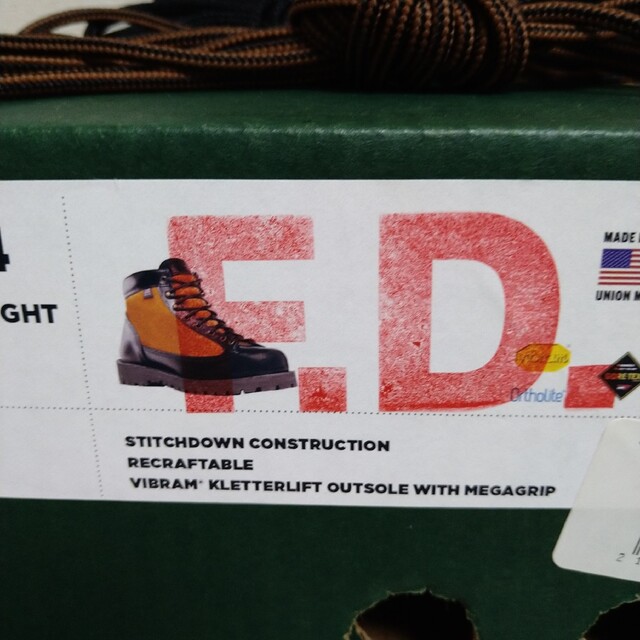 4
GHT
F.D.
MADE
UNION M
Ortholite
STITCHDOWN CONSTRUCTION
RECRAFTABLE
VIBRAM® KLETTERLIFT OUTSOLE WITH MEGAGRIP
2